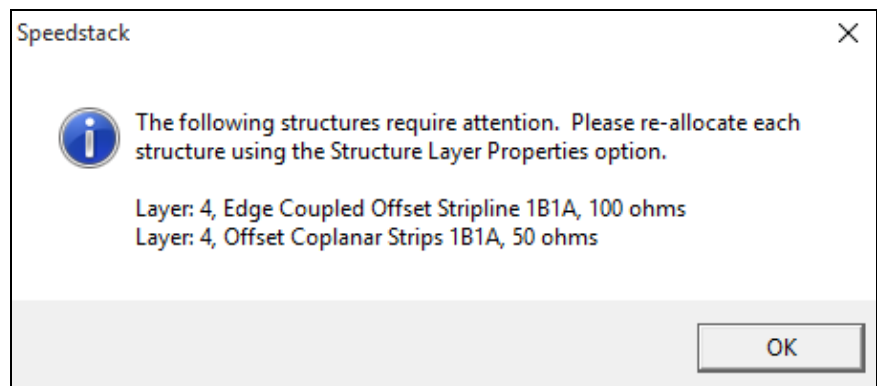 Speedstack
The following structures require attention.  Please re-allocate each
structure using the Structure Layer Properties option.
Layer: 4, Edge Coupled Offset Stripline 1B1A, 100 ohms
Layer: 4, Offset Coplanar Strips 1B1A, 50 ohms
OK